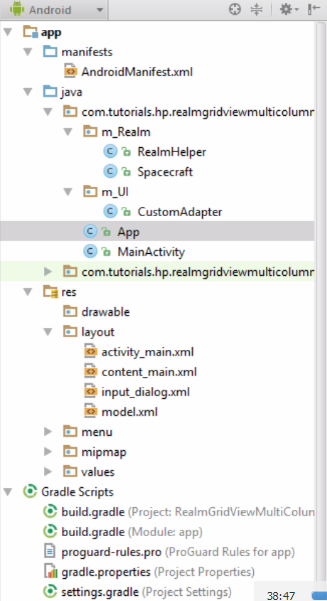 Android
app
manifests
AndroidManifest.xml
java
com.tutorials.hp.realmgridviewmulticolumn
m_Realm
RealmHelper
Spacecraft
m_UI
CustomAdapter
App
MainActivity
com.tutorials.hp.realmgridviewmulticolumn
res
drawable
layout
activity_main.xml
content_main.xml
input_dialog.xml
model.xml
menu
mipmap
values
Gradle Scripts
build.gradle (Project: RealmGridViewMultiColun
build.gradle (Module: app)
proguard-rules.pro (ProGuard Rules for app)
gradle.properties (Project Properties)
settings.gradle (Project Settings)
38:47